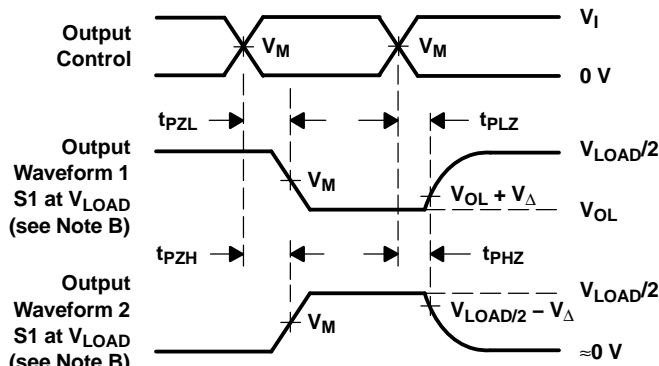 Output
Control
V_M
V_M
V_I
0 V
t_PZL
t_PLZ
Output
Waveform 1
S1 at V_LOAD
(see Note B)
V_M
V_OL + V_Δ
V_LOAD/2
V_OL
t_PZH
t_PHZ
Output
Waveform 2
S1 at V_LOAD
(see Note B)
V_M
V_LOAD/2 − V_Δ
V_LOAD/2
≈0 V